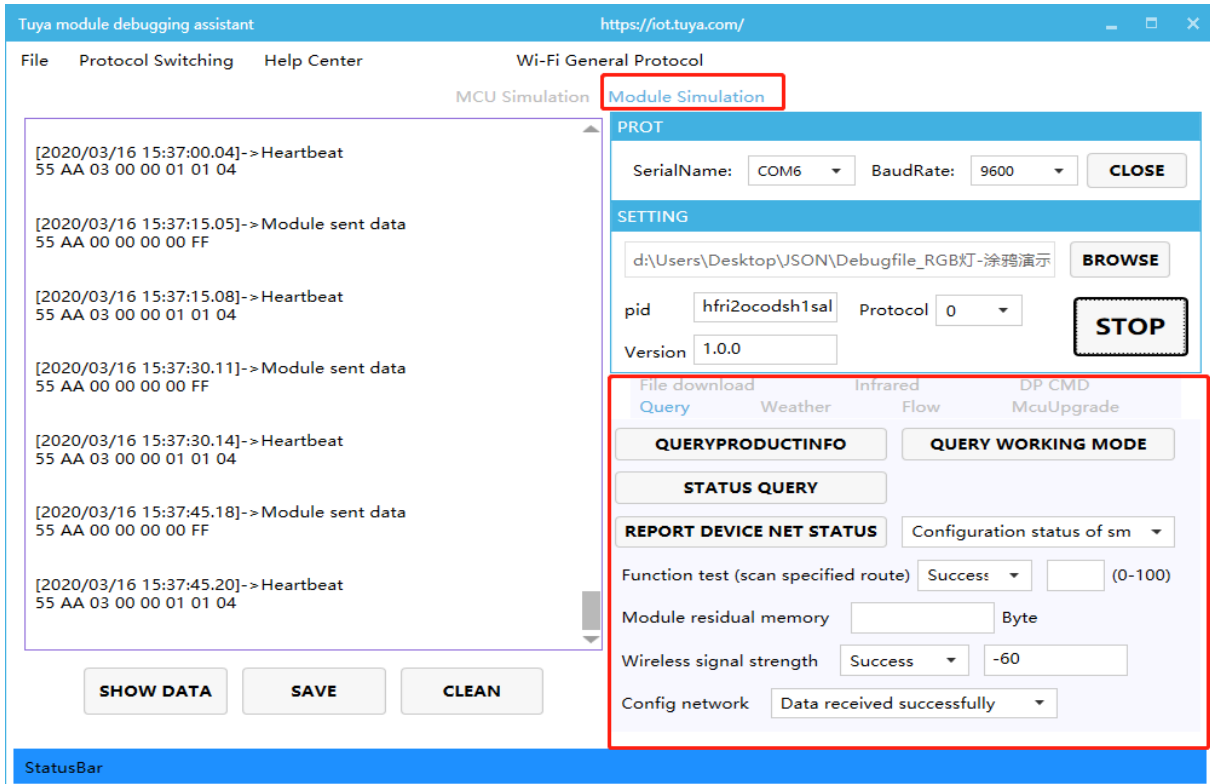 Tuya module debugging assistant https://iot.tuya.com/
File Protocol Switching Help Center Wi-Fi General Protocol
MCU Simulation Module Simulation
[2020/03/16 15:37:00.04]->Heartbeat
55 AA 03 00 00 01 01 04
[2020/03/16 15:37:15.05]->Module sent data
55 AA 00 00 00 00 FF
[2020/03/16 15:37:15.08]->Heartbeat
55 AA 03 00 00 01 01 04
[2020/03/16 15:37:30.11]->Module sent data
55 AA 00 00 00 00 FF
[2020/03/16 15:37:30.14]->Heartbeat
55 AA 03 00 00 01 01 04
[2020/03/16 15:37:45.18]->Module sent data
55 AA 00 00 00 00 FF
[2020/03/16 15:37:45.20]->Heartbeat
55 AA 03 00 00 01 01 04
SHOW DATA SAVE CLEAN
PROT
SerialName: COM6 BaudRate: 9600 CLOSE
SETTING
d:\Users\Desktop\JSON\Debugfile_RGB灯-涂鸦演示 BROWSE
pid hfri2ocodsh1sal Protocol 0
STOP
Version 1.0.0
File download Infrared DP CMD
Query Weather Flow McuUpgrade
QUERYPRODUCTINFO QUERY WORKING MODE
STATUS QUERY
REPORT DEVICE NET STATUS Configuration status of sm
Function test (scan specified route) Success (0-100)
Module residual memory Byte
Wireless signal strength Success -60
Config network Data received successfully
StatusBar